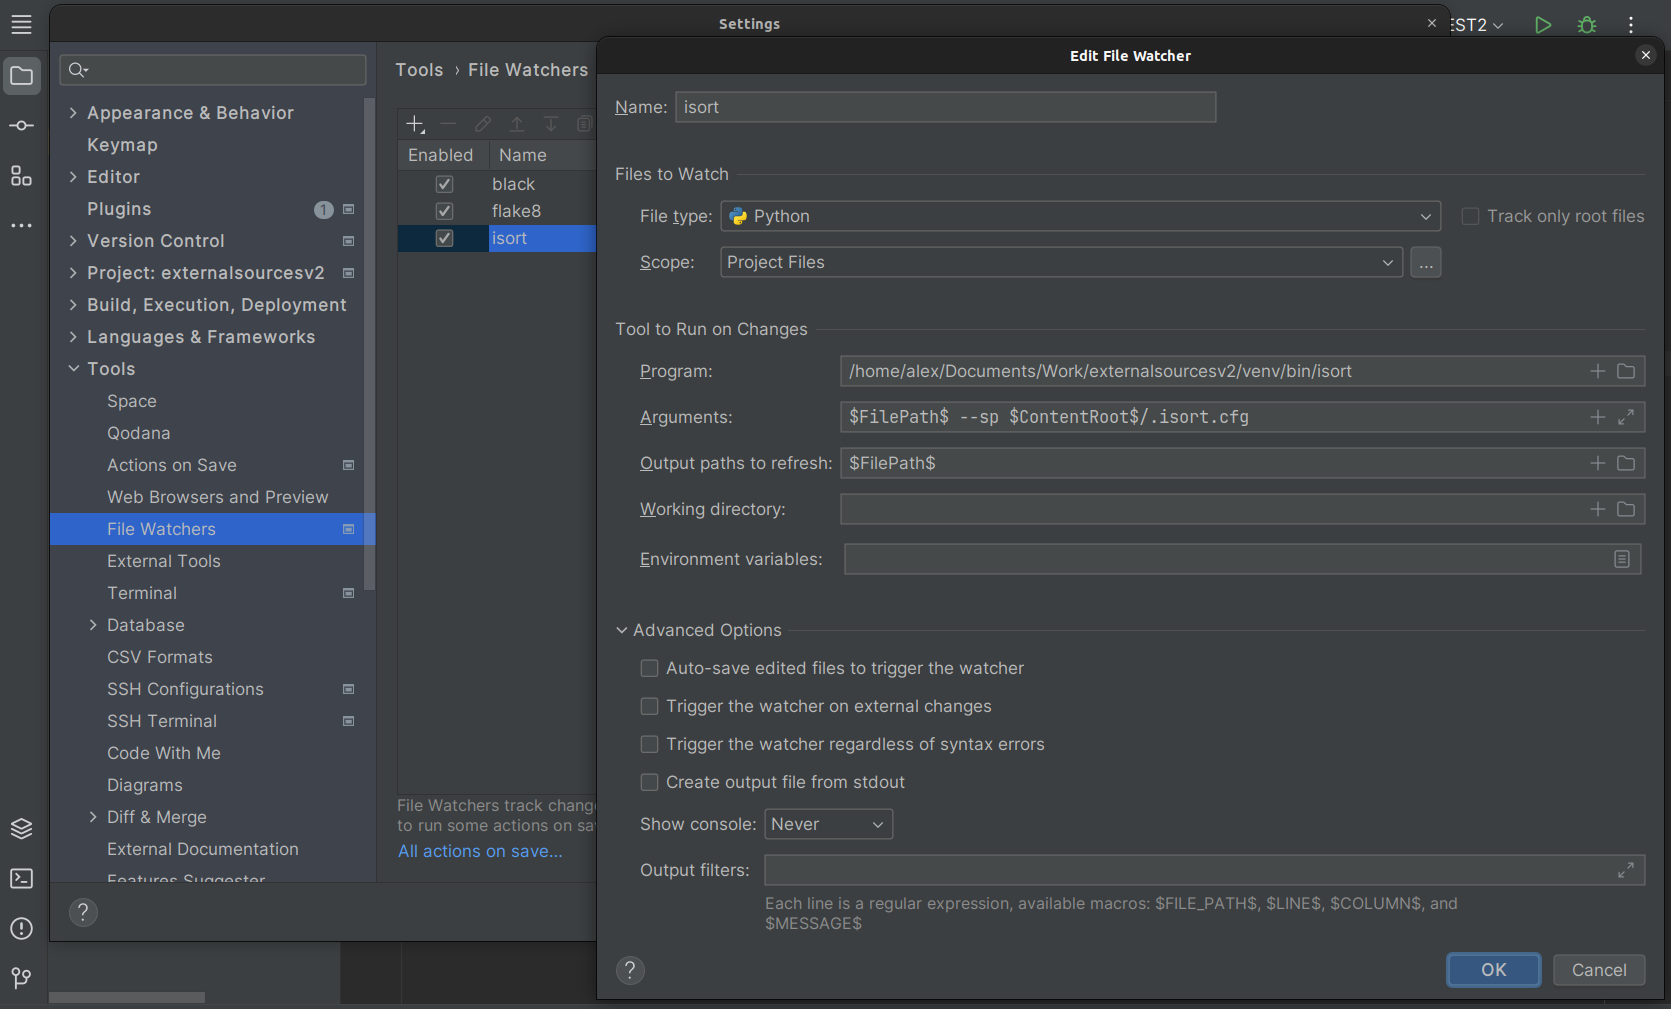 Settings
EST2
Edit File Watcher
Appearance & Behavior
Keymap
Editor
Plugins 1
Version Control
Project: externalsourcesv2
Build, Execution, Deployment
Languages & Frameworks
Tools
Space
Qodana
Actions on Save
Web Browsers and Preview
File Watchers
External Tools
Terminal
Database
CSV Formats
SSH Configurations
SSH Terminal
Code With Me
Diagrams
Diff & Merge
External Documentation
Features Suggester
?
Tools › File Watchers
Enabled Name
black
flake8
isort
File Watchers track chang
to run some actions on sa
All actions on save...
Name: isort
Files to Watch
File type: Python Track only root files
Scope: Project Files ...
Tool to Run on Changes
Program: /home/alex/Documents/Work/externalsourcesv2/venv/bin/isort
Arguments: $FilePath$ --sp $ContentRoot$/.isort.cfg
Output paths to refresh: $FilePath$
Working directory:
Environment variables:
Advanced Options
Auto-save edited files to trigger the watcher
Trigger the watcher on external changes
Trigger the watcher regardless of syntax errors
Create output file from stdout
Show console: Never
Output filters:
Each line is a regular expression, available macros: $FILE_PATH$, $LINE$, $COLUMN$, and
$MESSAGE$
? OK Cancel